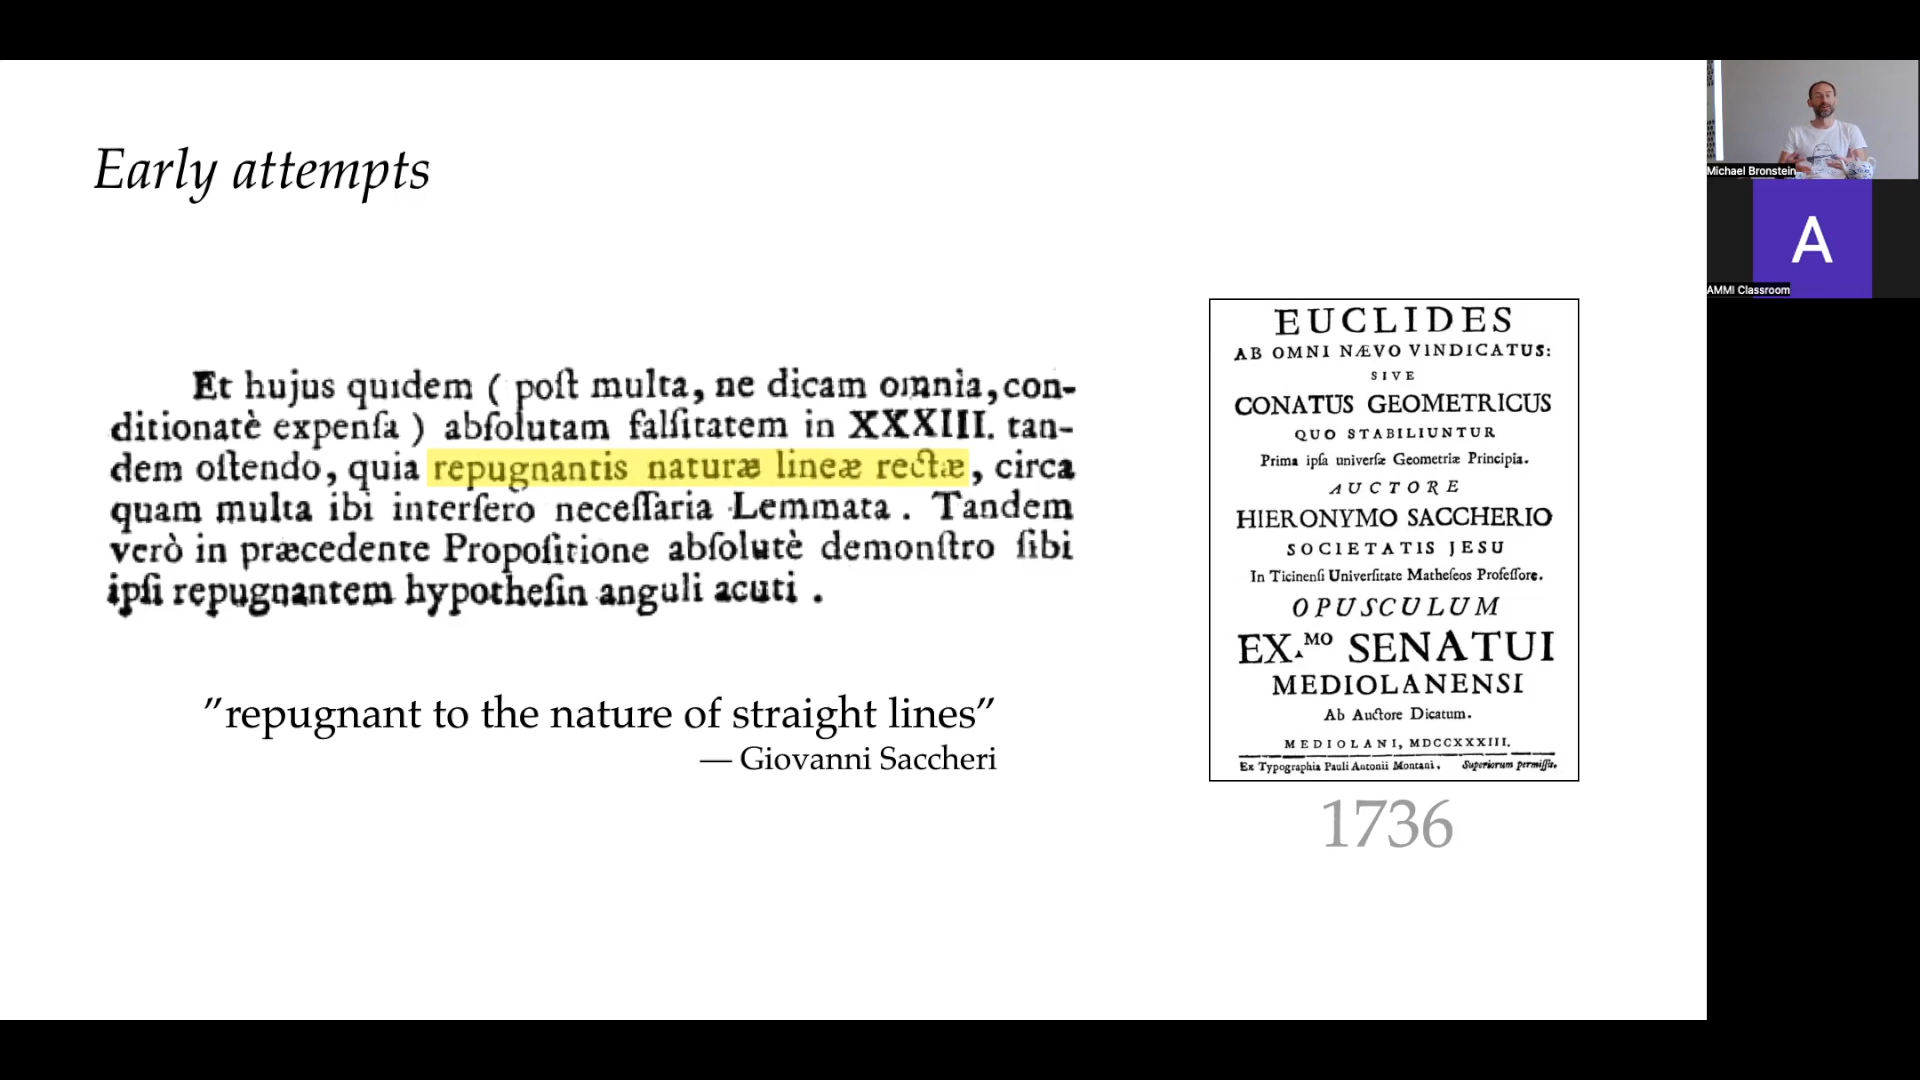 Early attempts
Et hujus quidem ( poſt multa, ne dicam omnia, con-
ditionatè expenſa ) abſolutam falſitatem in XXXIII. tan-
dem oſtendo, quia repugnantis naturæ lineæ rectæ, circa
quam multa ibi interſero neceſſaria Lemmata. Tandem
verò in præcedente Propoſitione abſolutè demonſtro ſibi
ipſi repugnantem hypotheſin anguli acuti.
”repugnant to the nature of straight lines”
— Giovanni Saccheri
EUCLIDES
AB OMNI NÆVO VINDICATUS:
SIVE
CONATUS GEOMETRICUS
QUO STABILIUNTUR
Prima ipſa univerſæ Geometriæ Principia.
AUCTORE
HIERONYMO SACCHERIO
SOCIETATIS JESU
In Ticinenſi Univerſitate Matheſeos Profeſſore.
OPUSCULUM
EX.MO SENATUI
MEDIOLANENSI
Ab Auctore Dicatum.
MEDIOLANI, MDCCXXXIII.
Ex Typographia Pauli Antonii Montani. Superiorum permiſſu.
1736
Michael Bronstein
A
AMMI Classroom